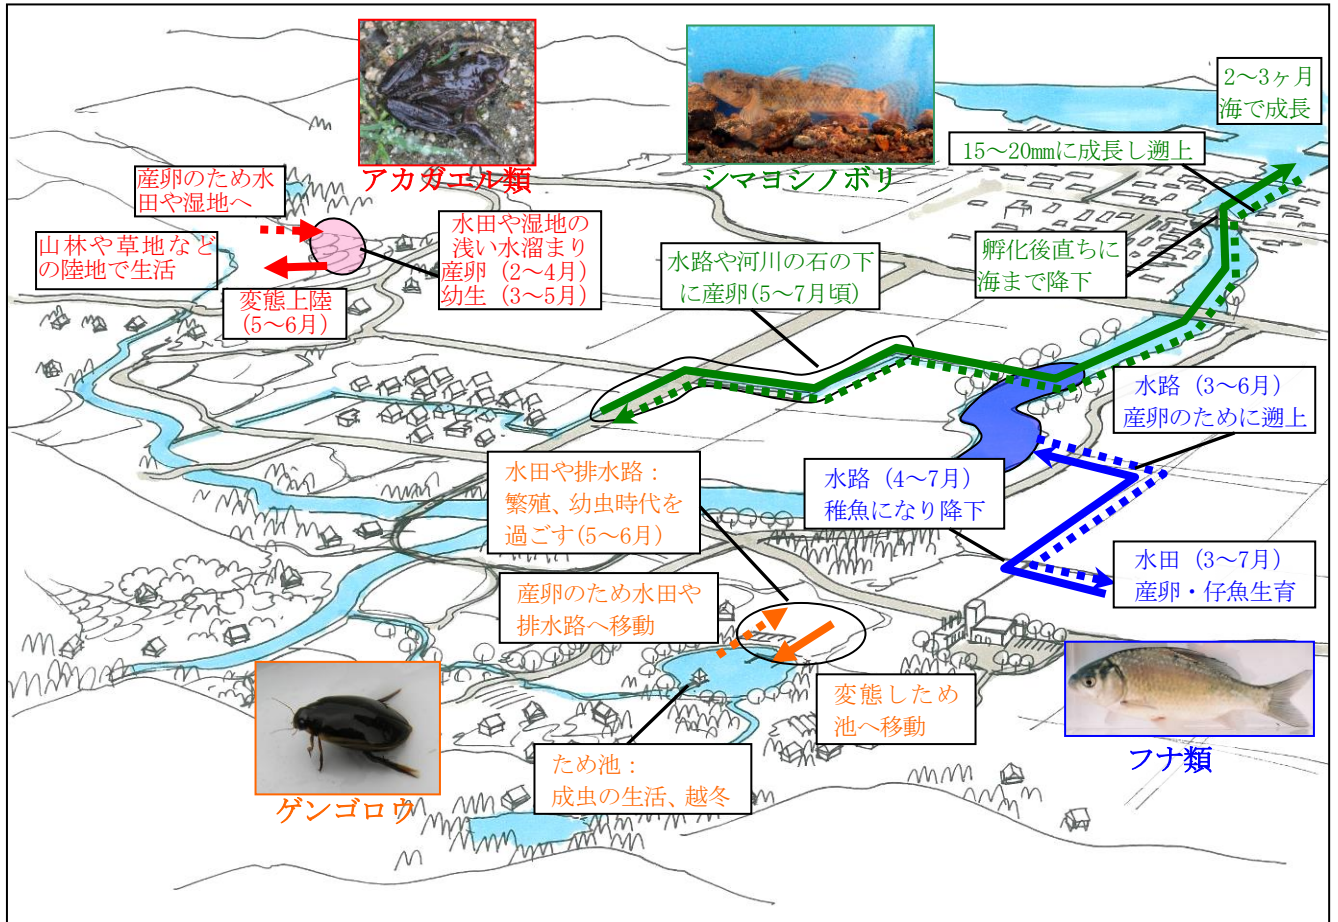 アカガエル類
産卵のため水
田や湿地へ
山林や草地など
の陸地で生活
変態上陸
(5～6月)
水田や湿地の
浅い水溜まり
産卵（2～4月）
幼生（3～5月）
シマヨシノボリ
2～3ヶ月
海で成長
15～20㎜に成長し遡上
孵化後直ちに
海まで降下
水路や河川の石の下
に産卵(5～7月頃)
水路（3～6月）
産卵のために遡上
水路（4～7月）
稚魚になり降下
水田（3～7月）
産卵・仔魚生育
フナ類
水田や排水路：
繁殖、幼虫時代を
過ごす(5～6月)
産卵のため水田や
排水路へ移動
変態しため
池へ移動
ため池：
成虫の生活、越冬
ゲンゴロウ